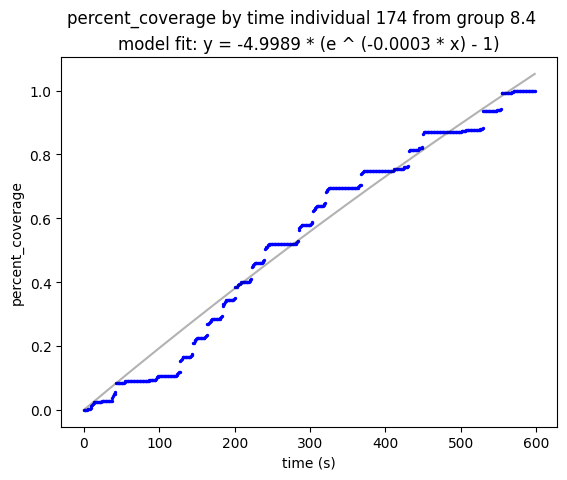 percent_coverage by time individual 174 from group 8.4
model fit: y = -4.9989 * (e ^ (-0.0003 * x) - 1)
1.0
0.8
0.6
0.4
0.2
0.0
percent_coverage
0 100 200 300 400 500 600
time (s)